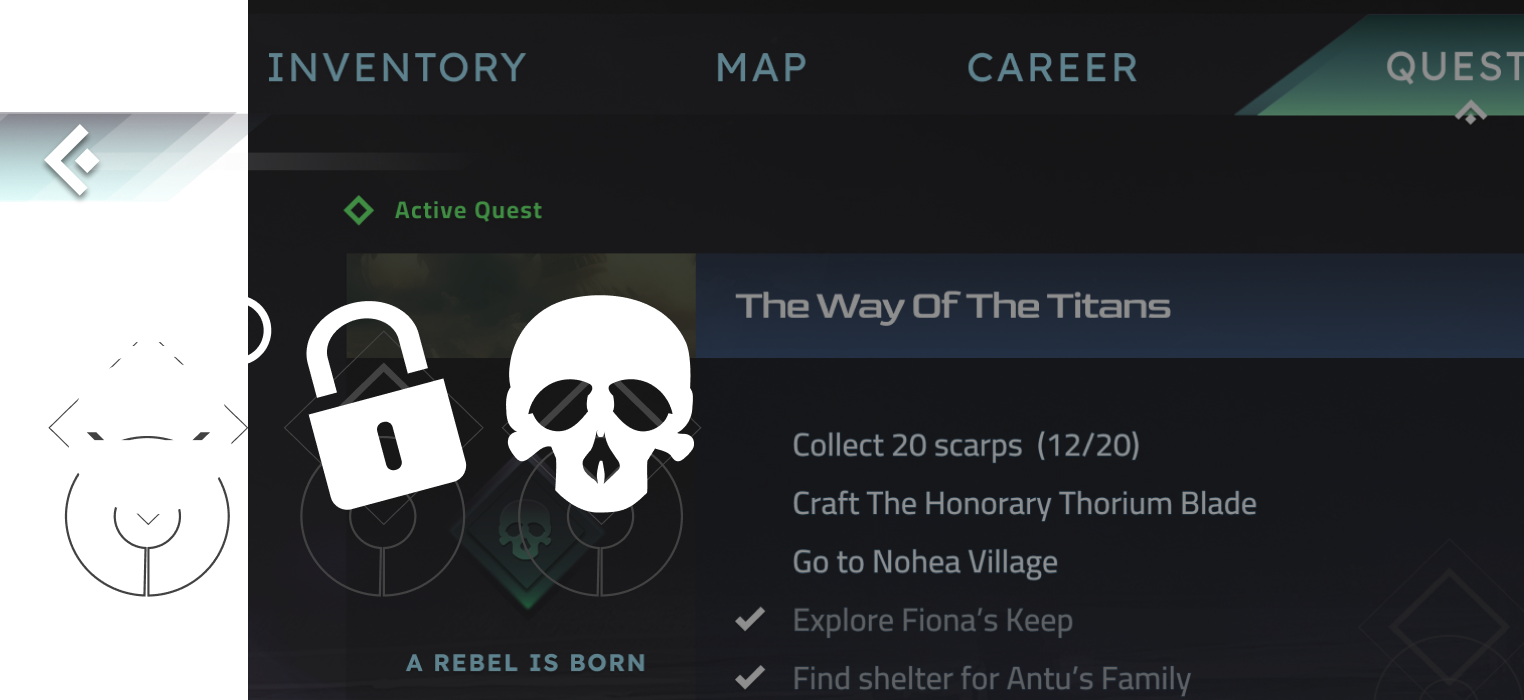 INVENTORY
MAP
CAREER
QUEST
Active Quest
The Way Of The Titans
Collect 20 scarps (12/20)
Craft The Honorary Thorium Blade
Go to Nohea Village
Explore Fiona’s Keep
Find shelter for Antu’s Family
A REBEL IS BORN